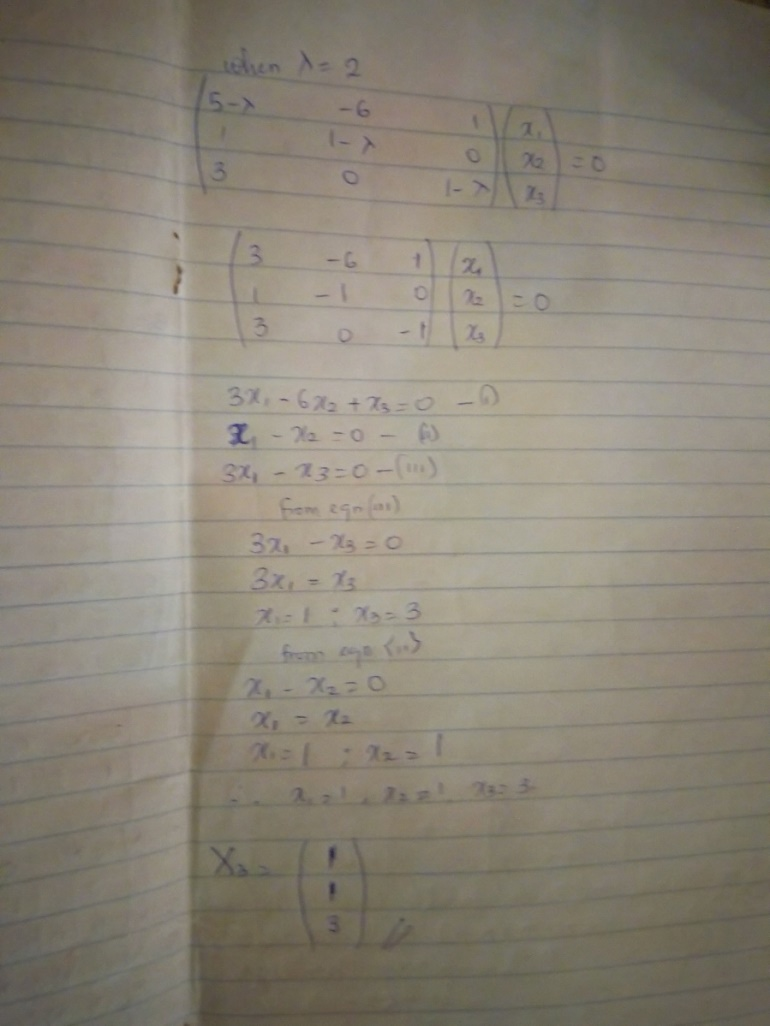 when λ = 2
5-λ -6 1
1 1-λ 0
3 0 1-λ
x₁
x₂
x₃
= 0
3 -6 1
1 -1 0
3 0 -1
x₁
x₂
x₃
= 0
3x₁ - 6x₂ + x₃ = 0 - (i)
x₁ - x₂ = 0 - (ii)
3x₁ - x₃ = 0 - (iii)
from eqn (iii)
3x₁ - x₃ = 0
3x₁ = x₃
x₁ = 1 ; x₃ = 3
from eqn (ii)
x₁ - x₂ = 0
x₁ = x₂
x₁ = 1 ; x₂ = 1
∴ x₁ = 1, x₂ = 1, x₃ = 3
X₃ =
1
1
3